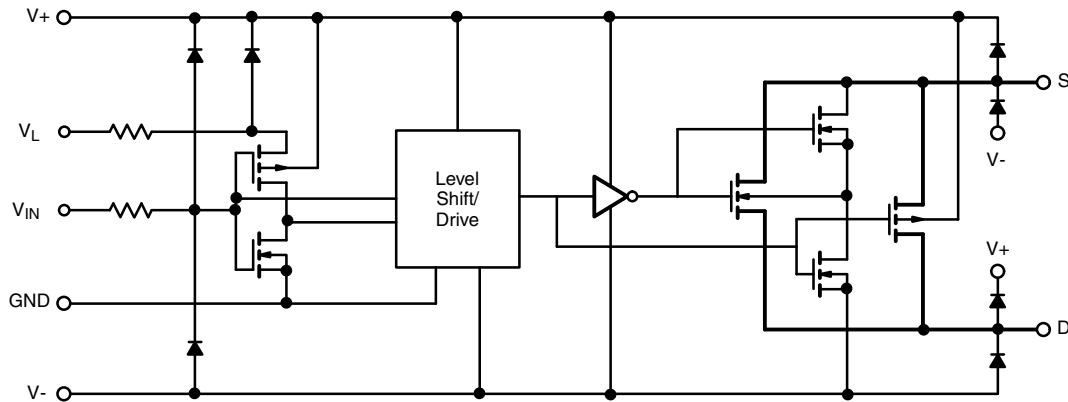 V+
S
VL
V-
Level
Shift/
Drive
VIN
V+
GND
D
V-